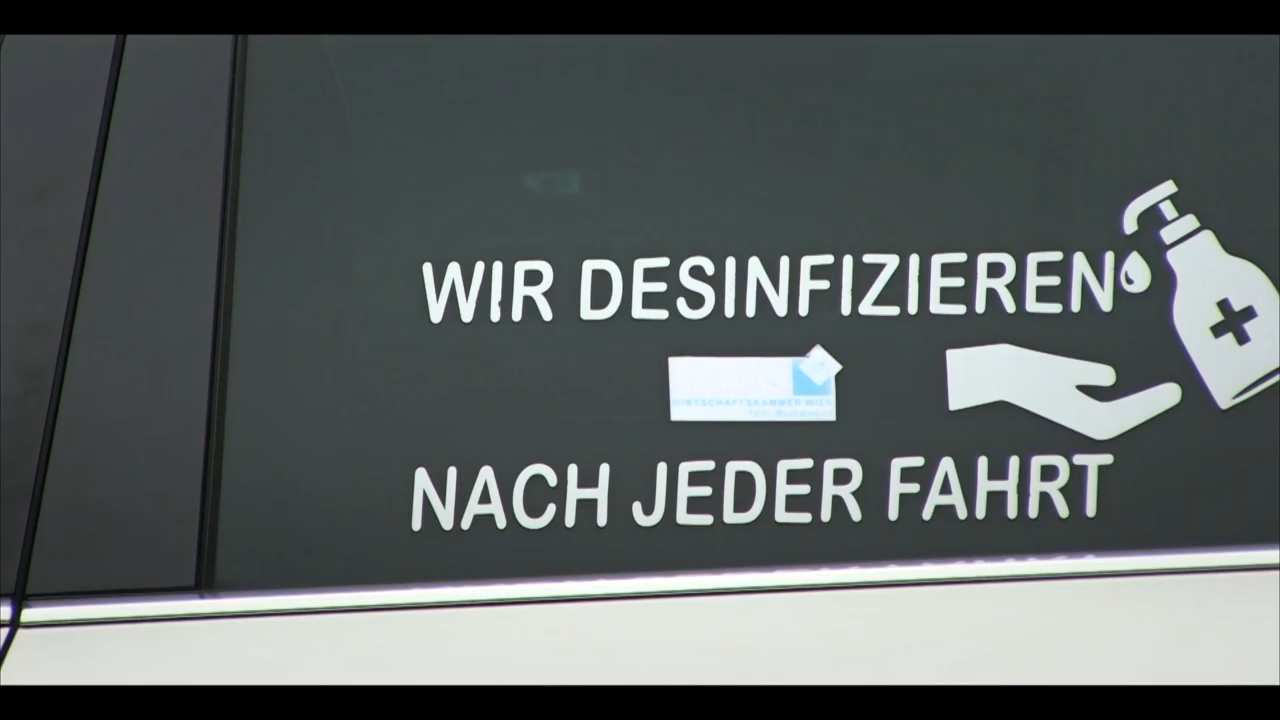 WIR DESINFIZIEREN
WIRTSCHAFTSKAMMER WIEN
NACH JEDER FAHRT